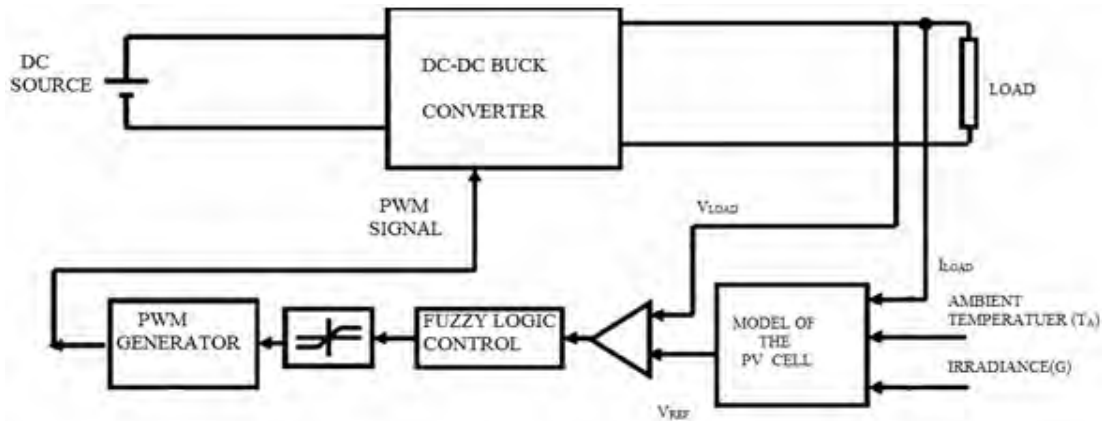 DC
SOURCE
DC-DC BUCK
CONVERTER
LOAD
PWM
SIGNAL
VLOAD
ILOAD
AMBIENT
TEMPERATUER (TA)
IRRADIANCE(G)
PWM
GENERATOR
FUZZY LOGIC
CONTROL
MODEL OF
THE
PV CELL
VREF